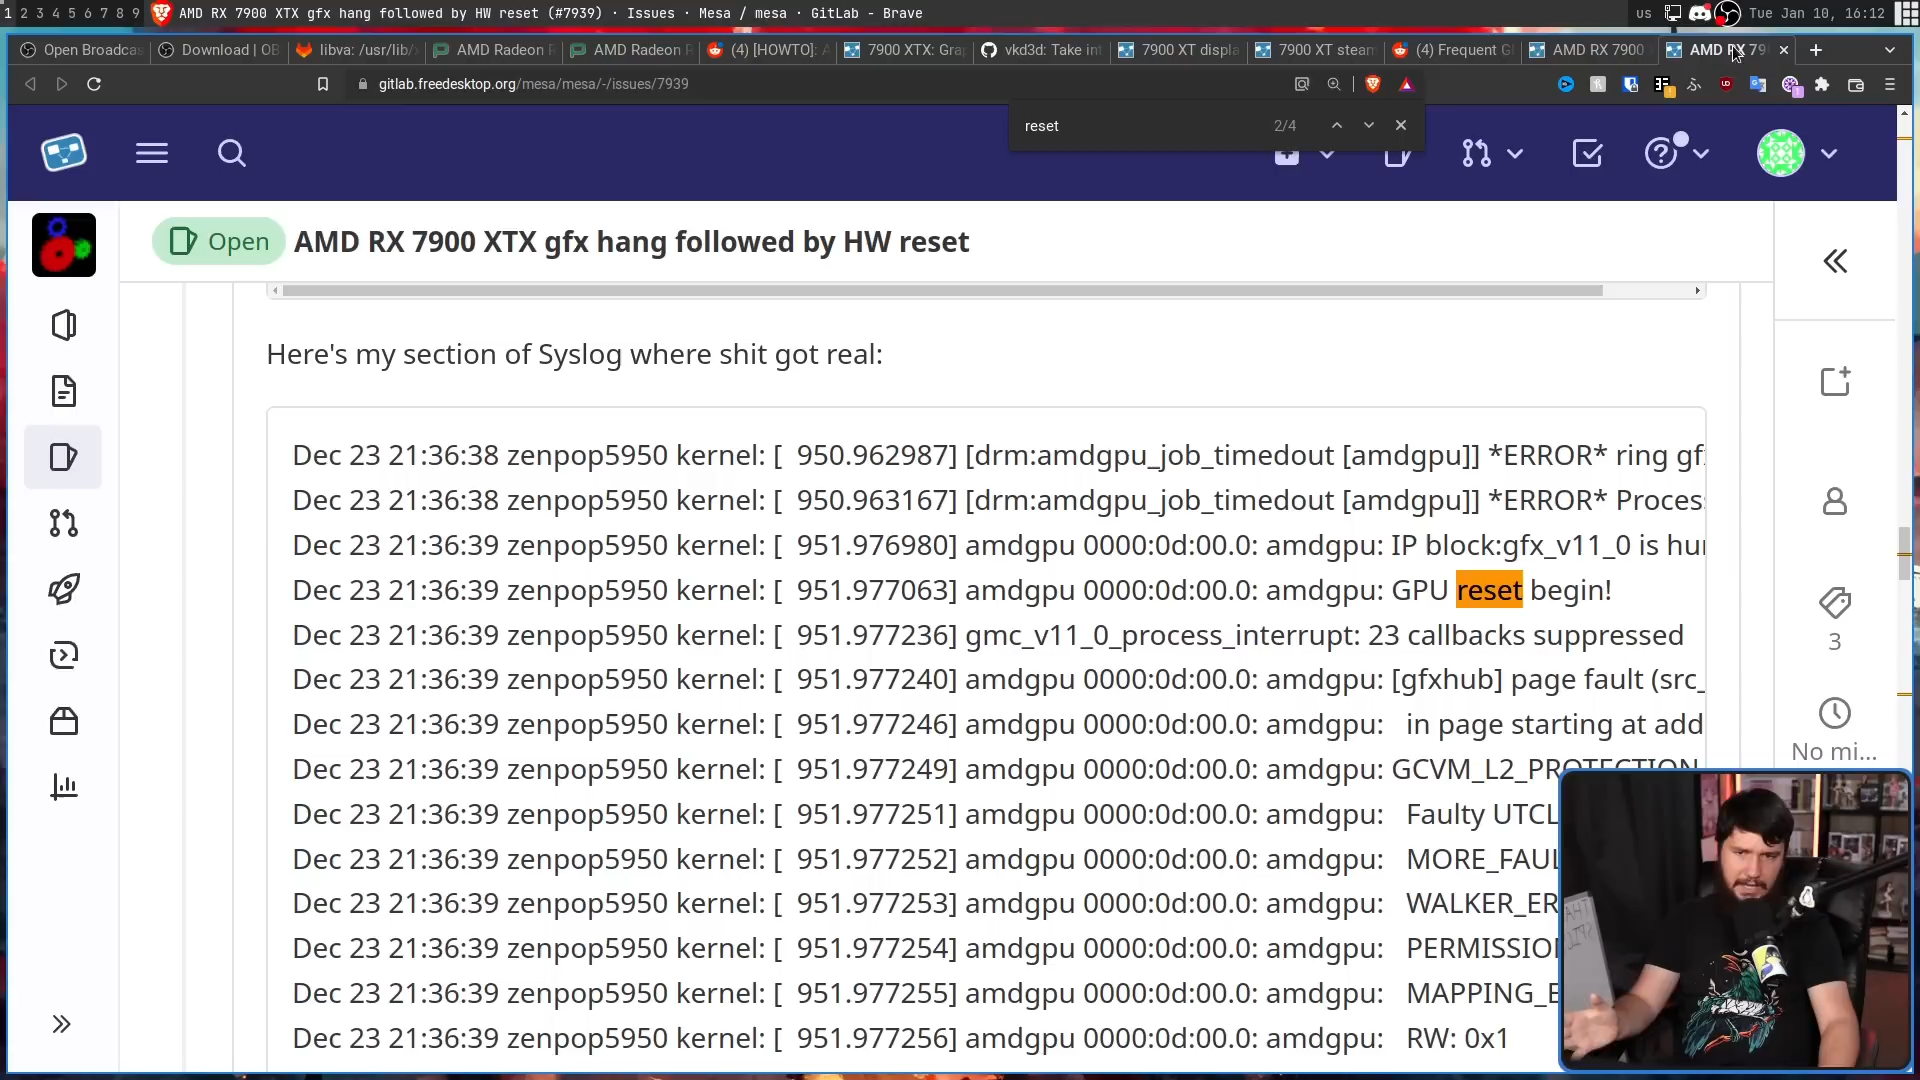 1 2 3 4 5 6 7 8 9 AMD RX 7900 XTX gfx hang followed by HW reset (#7939) · Issues · Mesa / mesa · GitLab - Brave us Tue Jan 10, 16:12
Open Broadcas Download | OB libva: /usr/lib/ AMD Radeon R AMD Radeon R (4) [HOWTO]: A 7900 XTX: Gra vkd3d: Take int 7900 XT displa 7900 XT steam (4) Frequent G AMD RX 7900 AMD RX 79
gitlab.freedesktop.org/mesa/mesa/-/issues/7939
reset 2/4
Open AMD RX 7900 XTX gfx hang followed by HW reset
Here's my section of Syslog where shit got real:
Dec 23 21:36:38 zenpop5950 kernel: [ 950.962987] [drm:amdgpu_job_timedout [amdgpu]] *ERROR* ring gf
Dec 23 21:36:38 zenpop5950 kernel: [ 950.963167] [drm:amdgpu_job_timedout [amdgpu]] *ERROR* Process
Dec 23 21:36:39 zenpop5950 kernel: [ 951.976980] amdgpu 0000:0d:00.0: amdgpu: IP block:gfx_v11_0 is hun
Dec 23 21:36:39 zenpop5950 kernel: [ 951.977063] amdgpu 0000:0d:00.0: amdgpu: GPU reset begin!
Dec 23 21:36:39 zenpop5950 kernel: [ 951.977236] gmc_v11_0_process_interrupt: 23 callbacks suppressed
Dec 23 21:36:39 zenpop5950 kernel: [ 951.977240] amdgpu 0000:0d:00.0: amdgpu: [gfxhub] page fault (src_
Dec 23 21:36:39 zenpop5950 kernel: [ 951.977246] amdgpu 0000:0d:00.0: amdgpu: in page starting at add
Dec 23 21:36:39 zenpop5950 kernel: [ 951.977249] amdgpu 0000:0d:00.0: amdgpu: GCVM_L2_PROTECTION
Dec 23 21:36:39 zenpop5950 kernel: [ 951.977251] amdgpu 0000:0d:00.0: amdgpu: Faulty UTCL
Dec 23 21:36:39 zenpop5950 kernel: [ 951.977252] amdgpu 0000:0d:00.0: amdgpu: MORE_FAUL
Dec 23 21:36:39 zenpop5950 kernel: [ 951.977253] amdgpu 0000:0d:00.0: amdgpu: WALKER_ER
Dec 23 21:36:39 zenpop5950 kernel: [ 951.977254] amdgpu 0000:0d:00.0: amdgpu: PERMISSION
Dec 23 21:36:39 zenpop5950 kernel: [ 951.977255] amdgpu 0000:0d:00.0: amdgpu: MAPPING_E
Dec 23 21:36:39 zenpop5950 kernel: [ 951.977256] amdgpu 0000:0d:00.0: amdgpu: RW: 0x1
3
No mi...